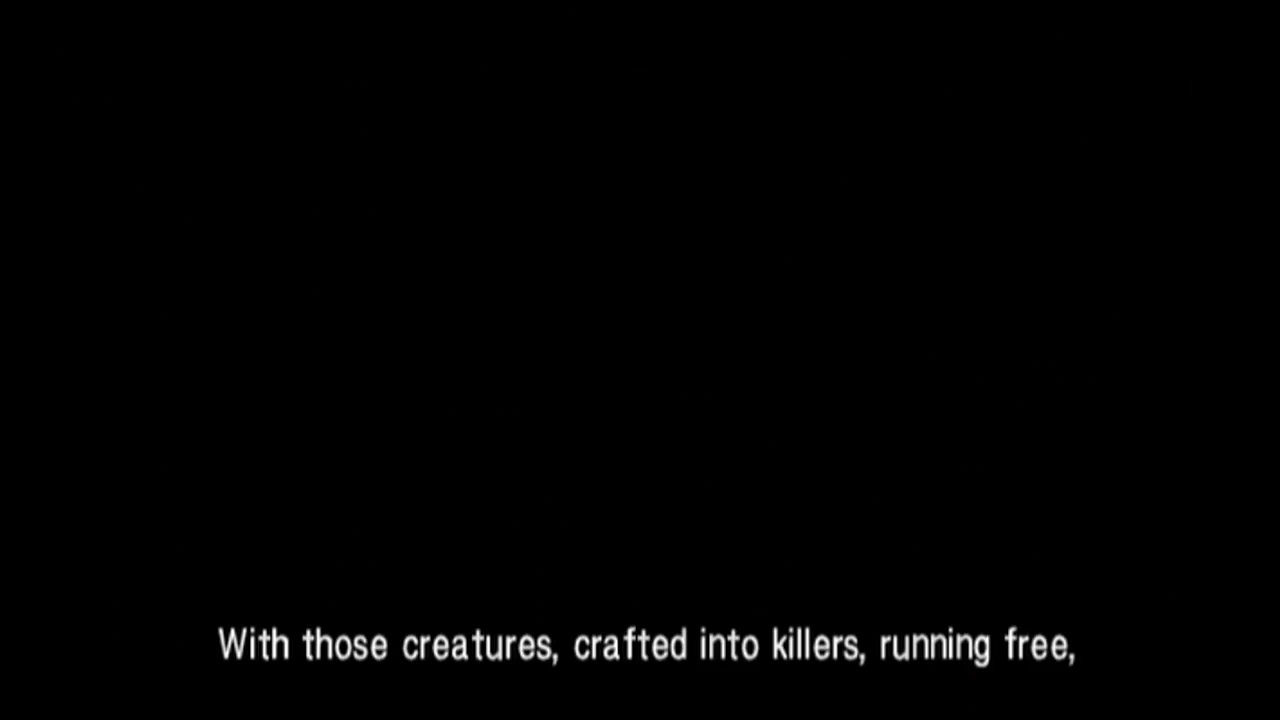 With those creatures, crafted into killers, running free,